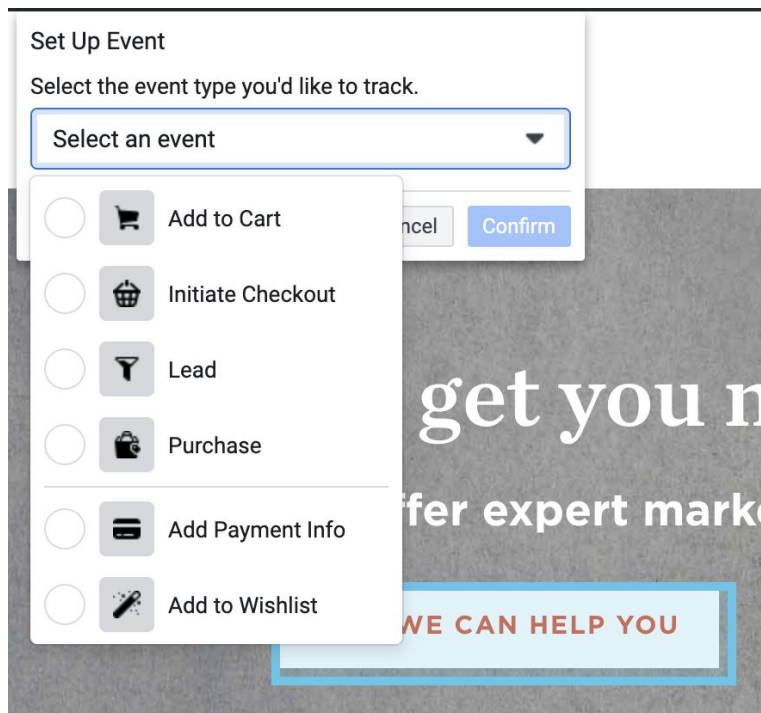 Set Up Event
Select the event type you'd like to track.
Select an event
Add to Cart
ncel Confirm
Initiate Checkout
Lead
get you
Purchase
ffer expert mark
Add Payment Info
Add to Wishlist
WE CAN HELP YOU